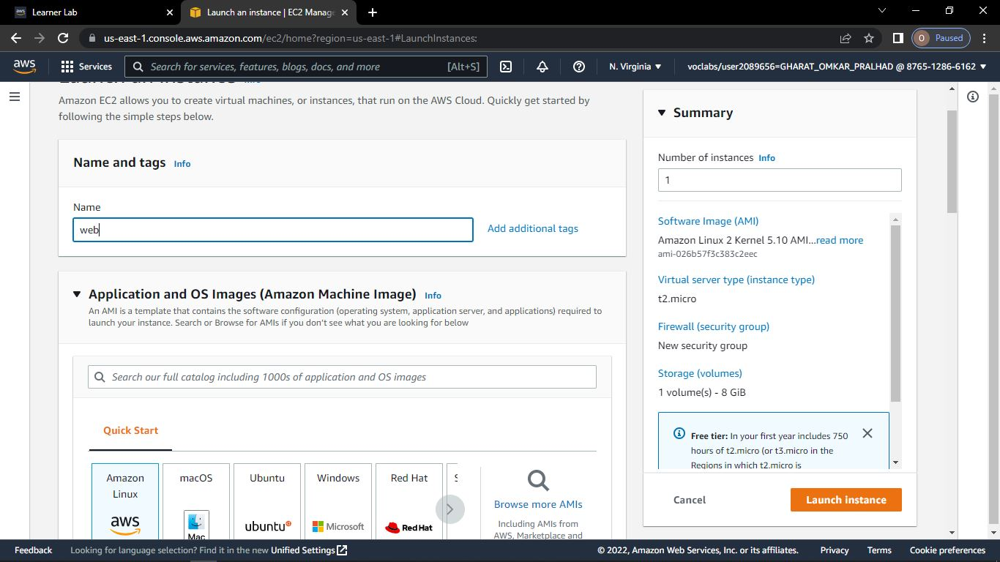 Learner Lab
Launch an instance | EC2 Manage
us-east-1.console.aws.amazon.com/ec2/home?region=us-east-1#LaunchInstances:
O Paused
aws
Services
Search for services, features, blogs, docs, and more [Alt+S]
N. Virginia
voclabs/user2089656=GHARAT_OMKAR_PRALHAD @ 8765-1286-6162
Amazon EC2 allows you to create virtual machines, or instances, that run on the AWS Cloud. Quickly get started by
following the simple steps below.
Name and tags Info
Name
web
Add additional tags
Application and OS Images (Amazon Machine Image) Info
An AMI is a template that contains the software configuration (operating system, application server, and applications) required to
launch your instance. Search or Browse for AMIs if you don't see what you are looking for below
Search our full catalog including 1000s of application and OS images
Quick Start
Amazon
Linux
aws
macOS
Mac
Ubuntu
ubuntu
Windows
Microsoft
Red Hat
Red Hat
Browse more AMIs
Including AMIs from
AWS, Marketplace and
Summary
Number of instances Info
1
Software Image (AMI)
Amazon Linux 2 Kernel 5.10 AMI...read more
ami-026b57f3c383c2eec
Virtual server type (instance type)
t2.micro
Firewall (security group)
New security group
Storage (volumes)
1 volume(s) - 8 GiB
Free tier: In your first year includes 750
hours of t2.micro (or t3.micro in the
Regions in which t2.micro is
Cancel
Launch instance
Feedback
Looking for language selection? Find it in the new Unified Settings
© 2022, Amazon Web Services, Inc. or its affiliates.
Privacy
Terms
Cookie preferences